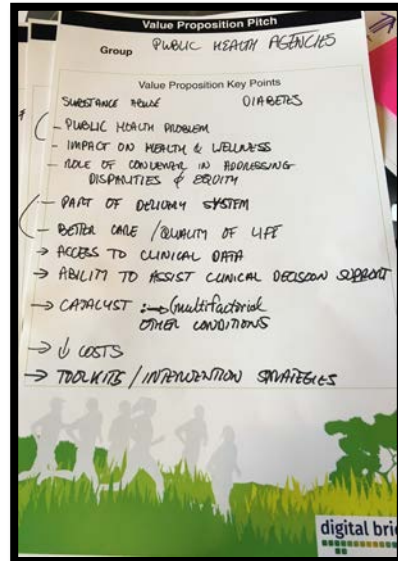 Value Proposition Pitch
Group PUBLIC HEALTH AGENCIES
Value Proposition Key Points
SUBSTANCE ABUSE DIABETES
- PUBLIC HEALTH PROBLEM
- IMPACT ON HEALTH & WELLNESS
- ROLE OF CONVENER IN ADDRESSING
DISPARITIES & EQUITY
- PART OF DELIVERY SYSTEM
- BETTER CARE / QUALITY OF LIFE
→ ACCESS TO CLINICAL DATA
→ ABILITY TO ASSIST CLINICAL DECISION SUPPORT
→ CATALYST :→ (multifactorial
OTHER CONDITIONS
→ ↓ COSTS
→ TOOLKITS / INTERVENTION STRATEGIES
digital bri